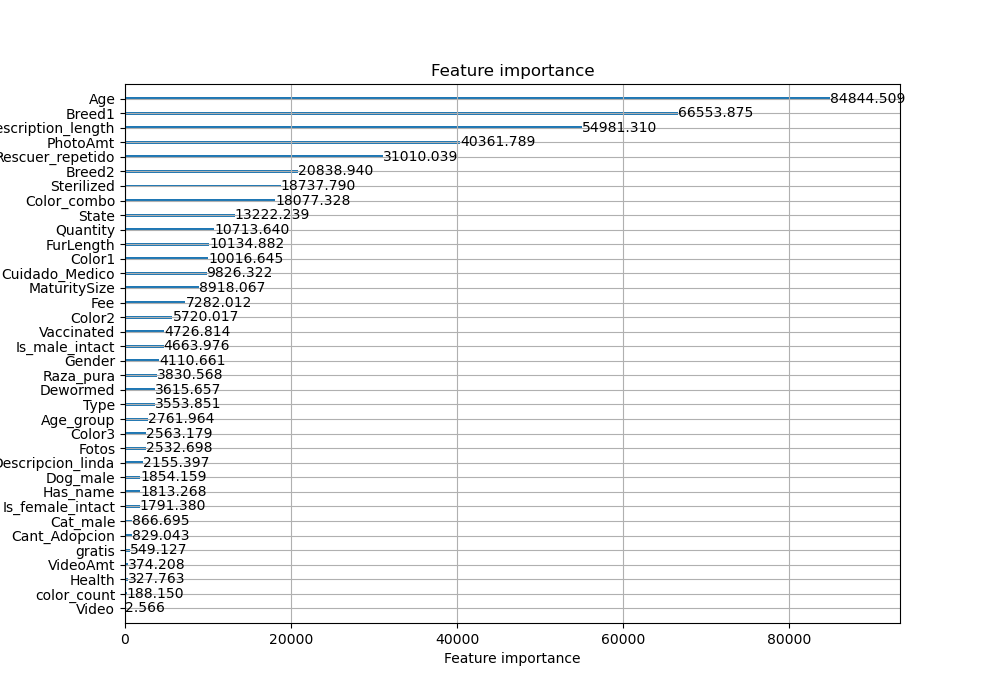 Feature importance
Age 84844.509
Breed1 66553.875
escription_length 54981.310
PhotoAmt 40361.789
Rescuer_repetido 31010.039
Breed2 20838.940
Sterilized 18737.790
Color_combo 18077.328
State 13222.239
Quantity 10713.640
FurLength 10134.882
Color1 10016.645
Cuidado_Medico 9826.322
MaturitySize 8918.067
Fee 7282.012
Color2 5720.017
Vaccinated 4726.814
Is_male_intact 4663.976
Gender 4110.661
Raza_pura 3830.568
Dewormed 3615.657
Type 3553.851
Age_group 2761.964
Color3 2563.179
Fotos 2532.698
Descripcion_linda 2155.397
Dog_male 1854.159
Has_name 1813.268
Is_female_intact 1791.380
Cat_male 866.695
Cant_Adopcion 829.043
gratis 549.127
VideoAmt 374.208
Health 327.763
color_count 188.150
Video 2.566
0 20000 40000 60000 80000
Feature importance